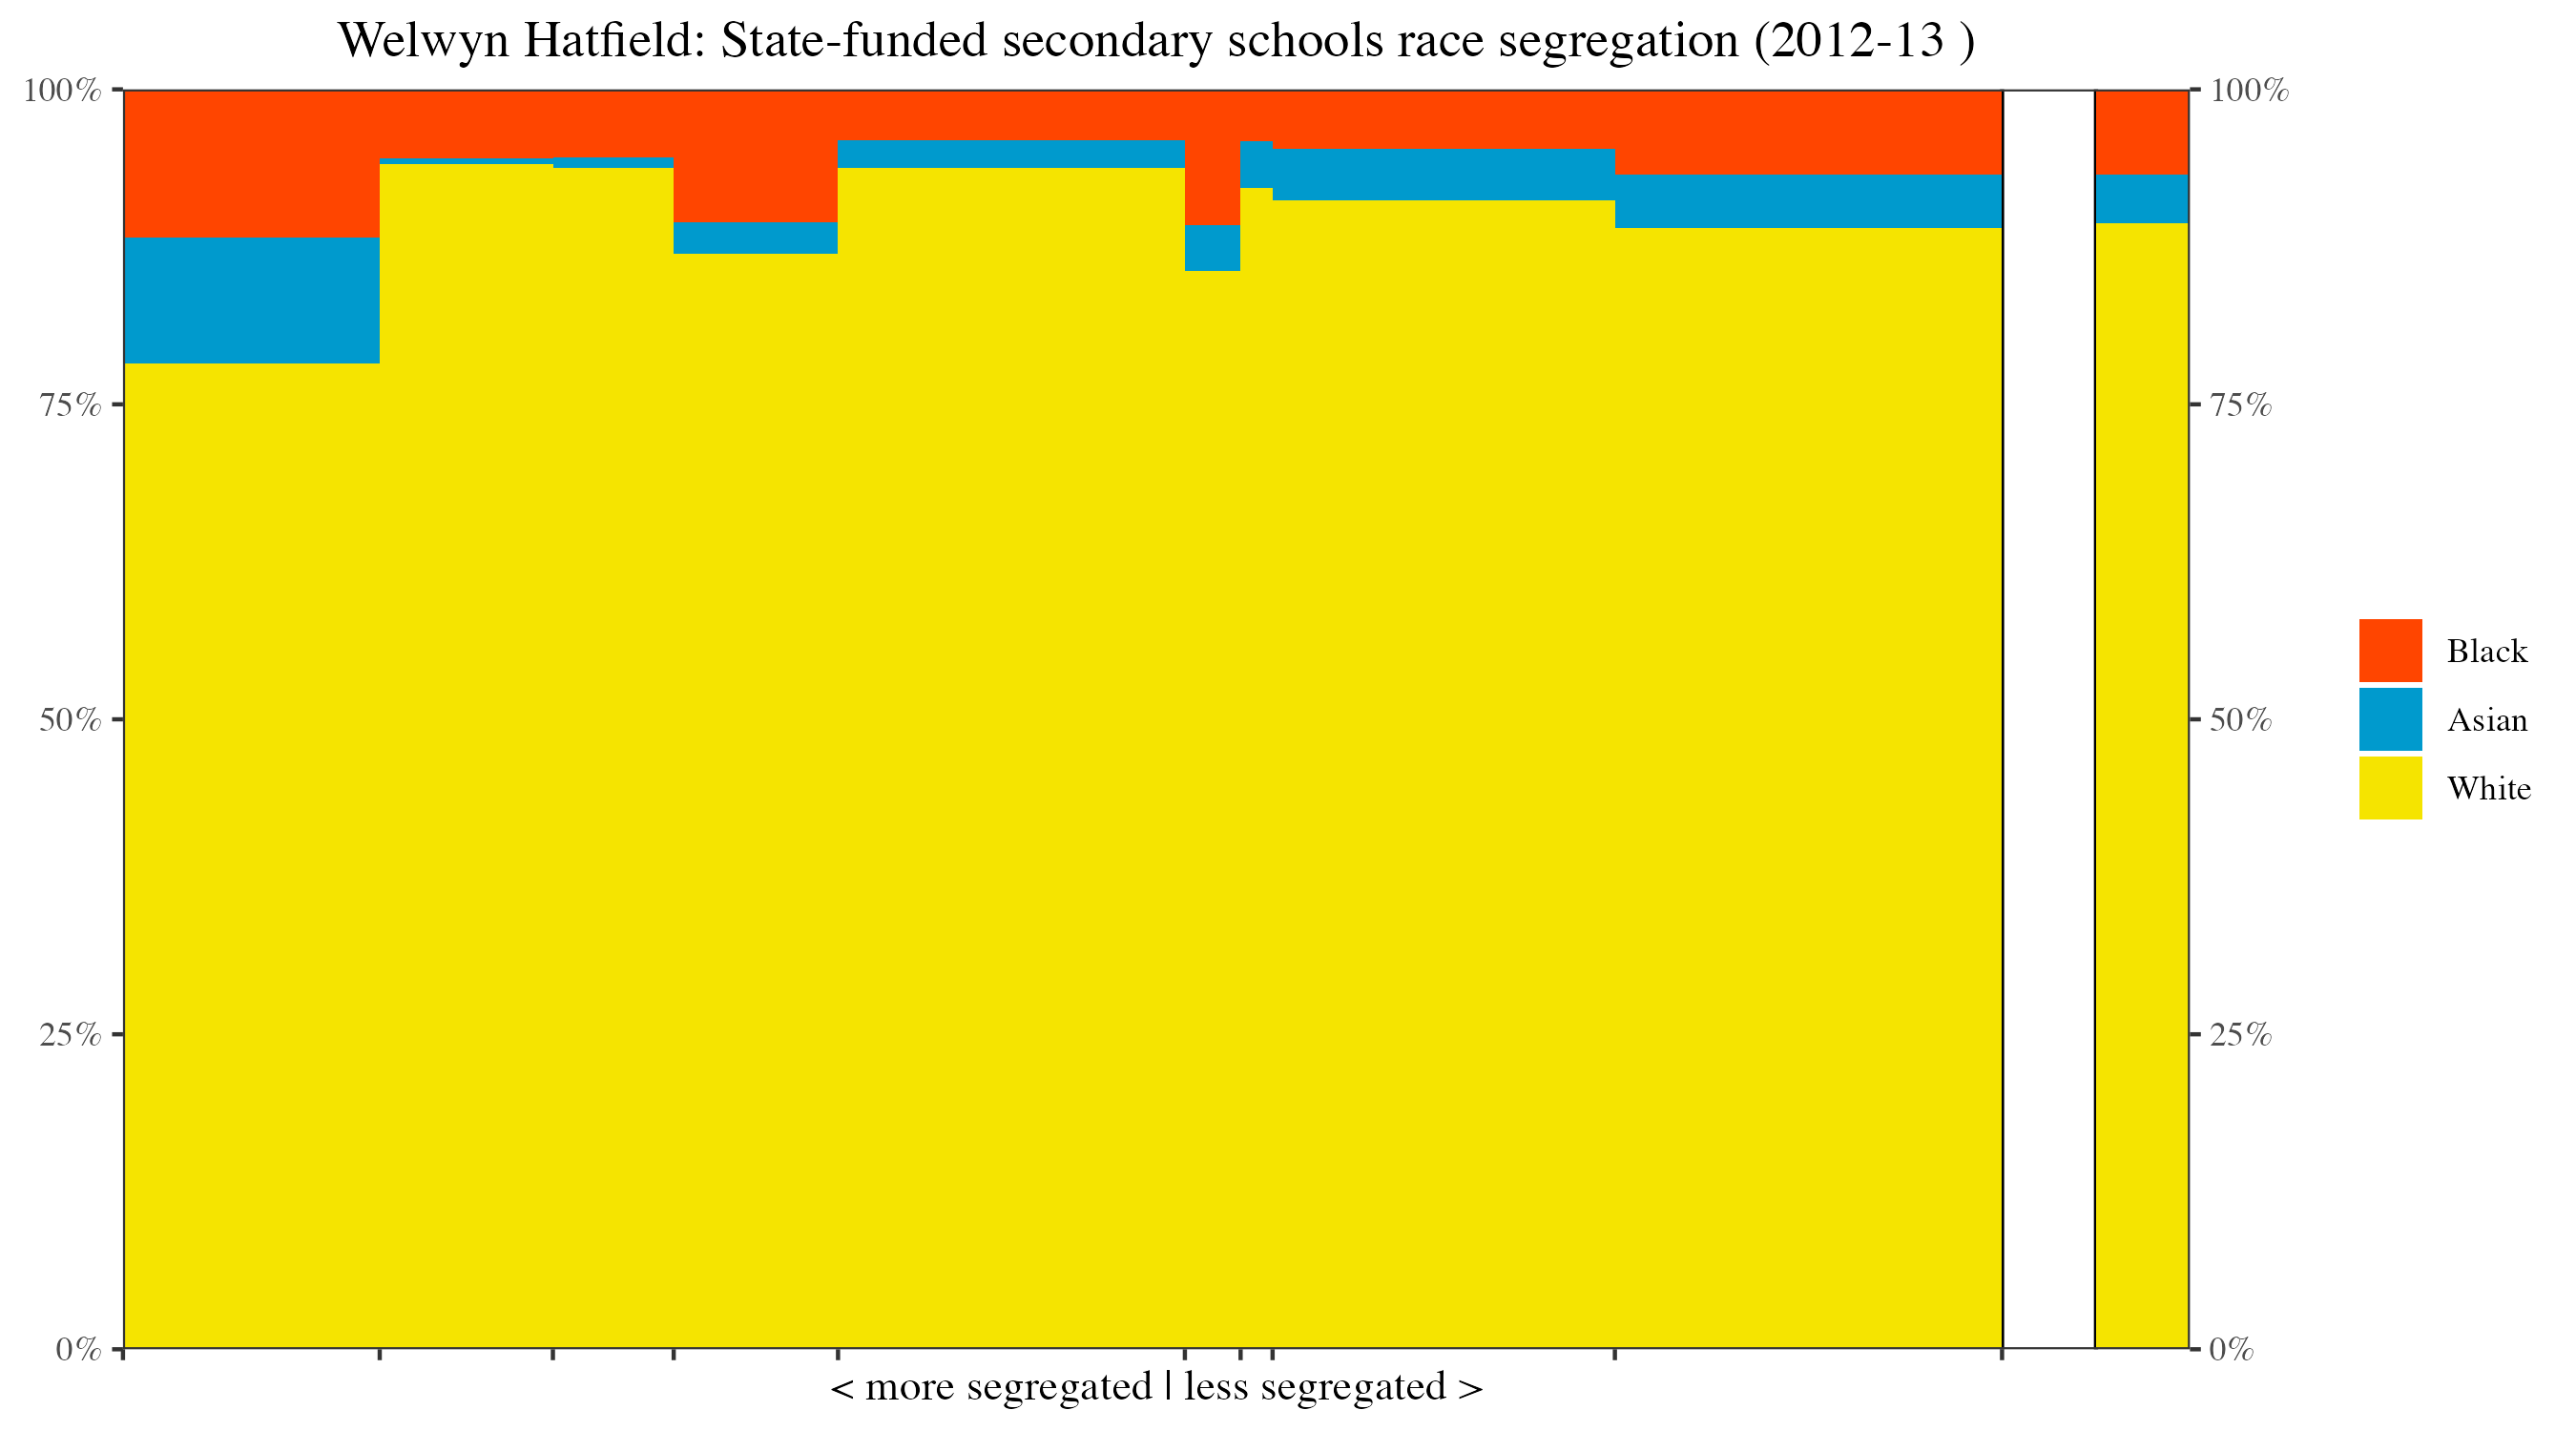 Welwyn Hatfield: State-funded secondary schools race segregation (2012-13 )
100%
75%
50%
25%
0%
100%
75%
50%
25%
0%
Black
Asian
White
< more segregated | less segregated >